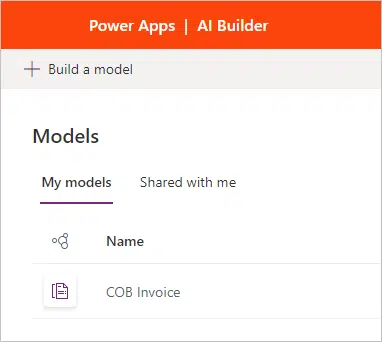 Power Apps | AI Builder
Build a model
Models
My models Shared with me
Name
COB Invoice